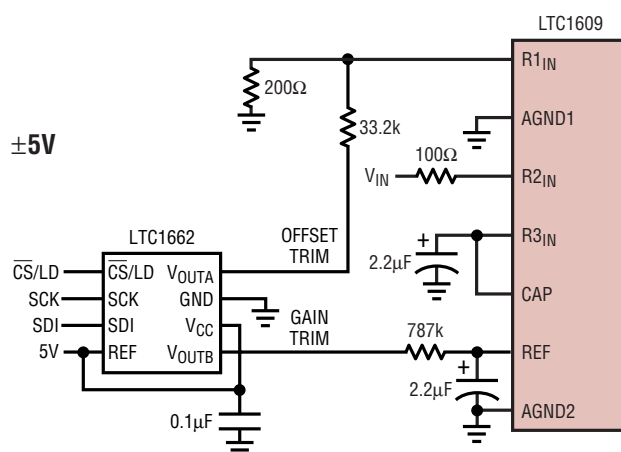 LTC1609
R1IN
200Ω
33.2k
AGND1
±5V
100Ω
VIN
R2IN
LTC1662
OFFSET
TRIM
R3IN
+
2.2µF
C̅S̅/LD
C̅S̅/LD
VOUTA
SCK
SCK
GND
CAP
SDI
SDI
VCC
GAIN
TRIM
787k
5V
REF
VOUTB
REF
+
2.2µF
0.1µF
AGND2